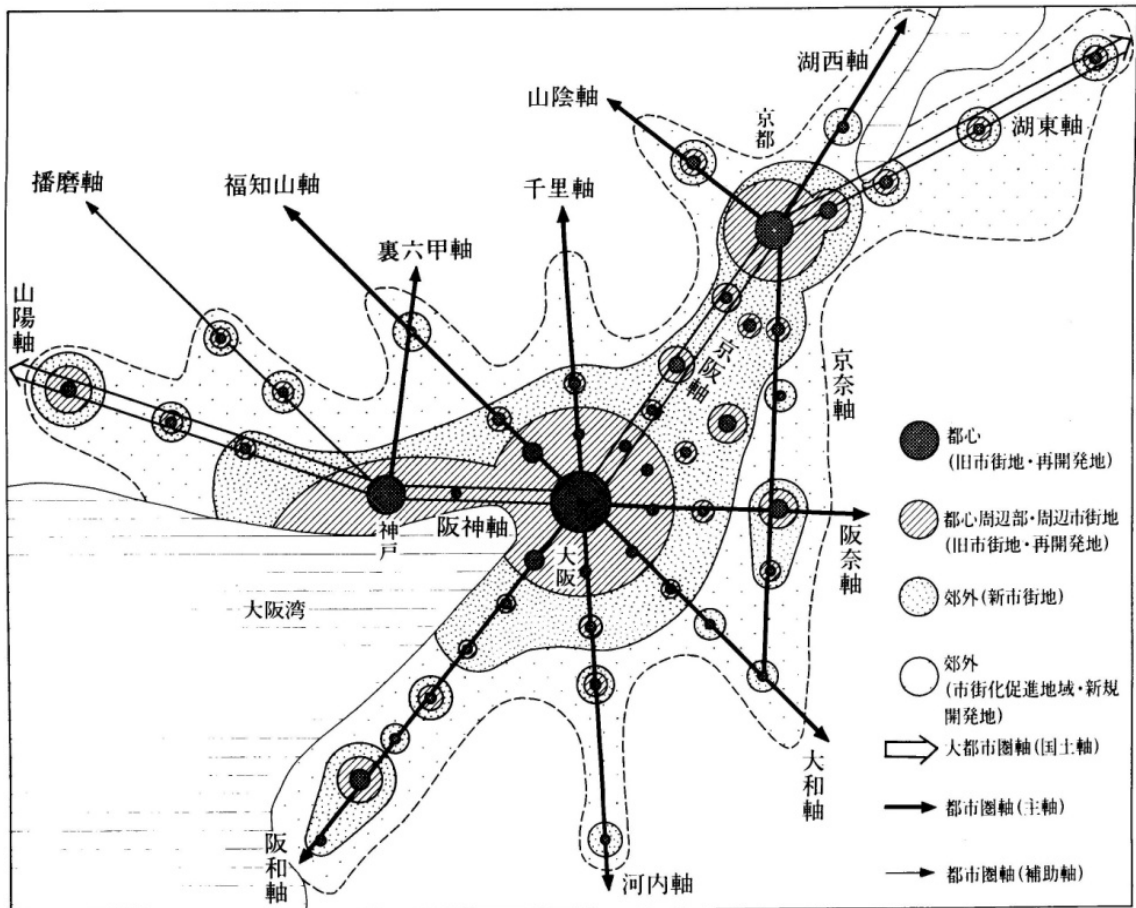 湖西軸
山陰軸
京都
湖東軸
播磨軸
福知山軸
千里軸
裏六甲軸
山陽軸
京阪軸
京奈軸
阪神軸
神戸
大阪
阪奈軸
大阪湾
大和軸
阪和軸
河内軸
都心
(旧市街地・再開発地)
都心周辺部・周辺市街地
(旧市街地・再開発地)
郊外(新市街地)
郊外
(市街化促進地域・新規
開発地)
大都市圏軸(国土軸)
都市圏軸(主軸)
都市圏軸(補助軸)